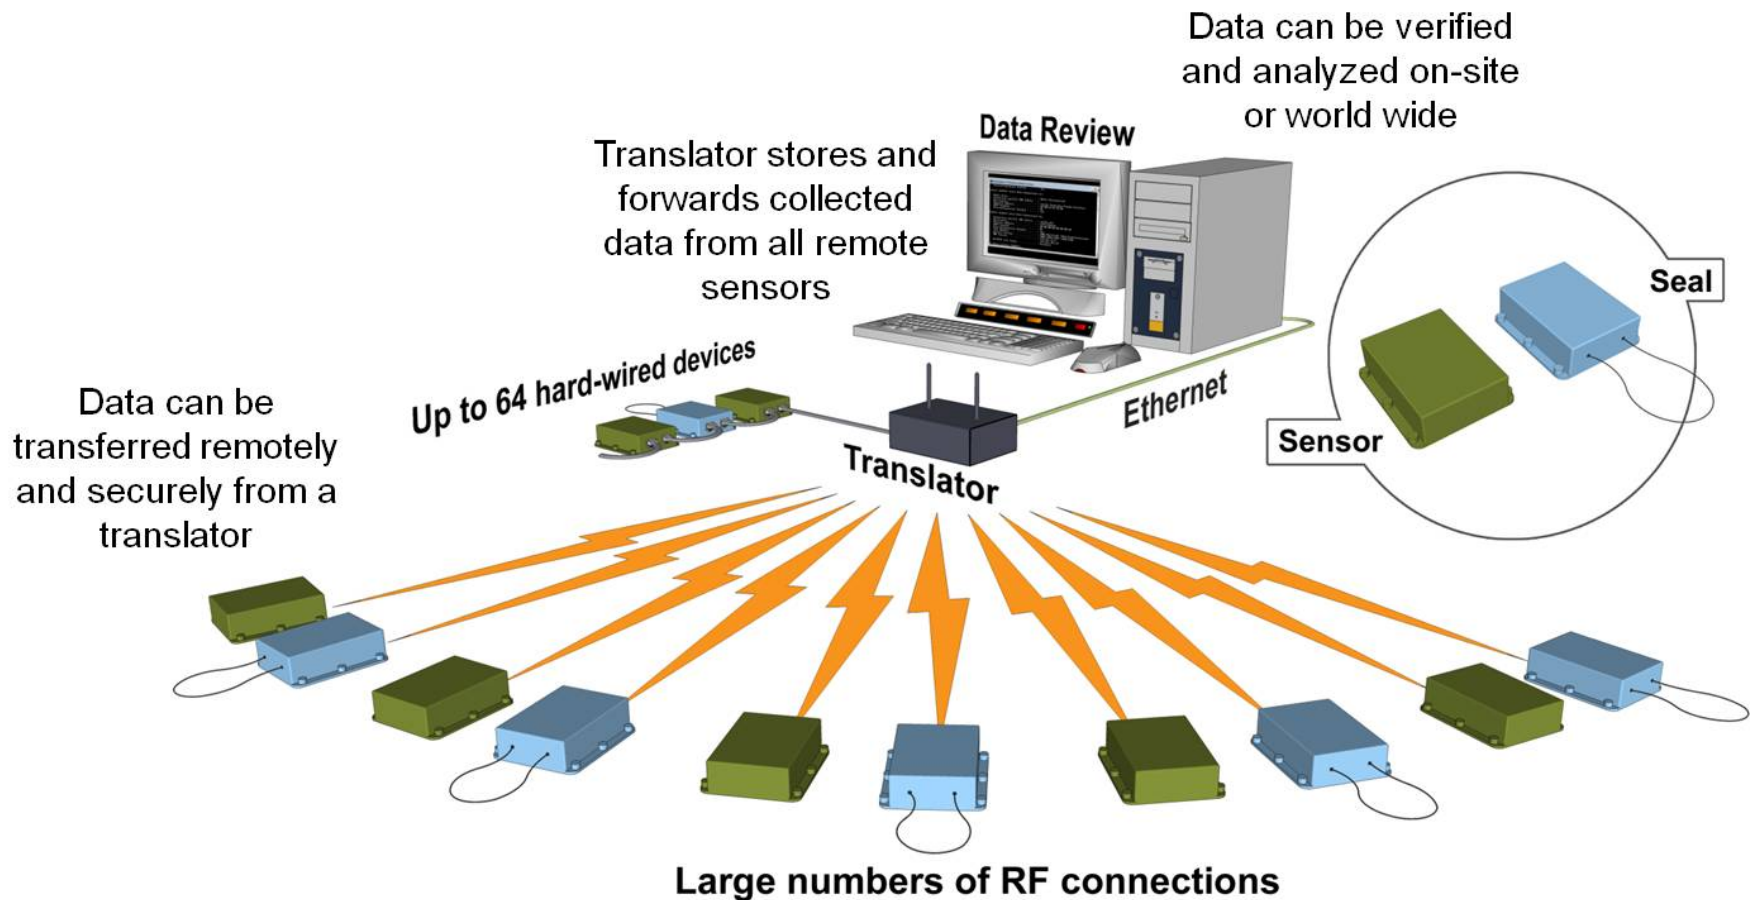 Data can be verified
and analyzed on-site
or world wide
Data Review
Translator stores and
forwards collected
data from all remote
sensors
Seal
Sensor
Up to 64 hard-wired devices
Ethernet
Translator
Data can be
transferred remotely
and securely from a
translator
Large numbers of RF connections